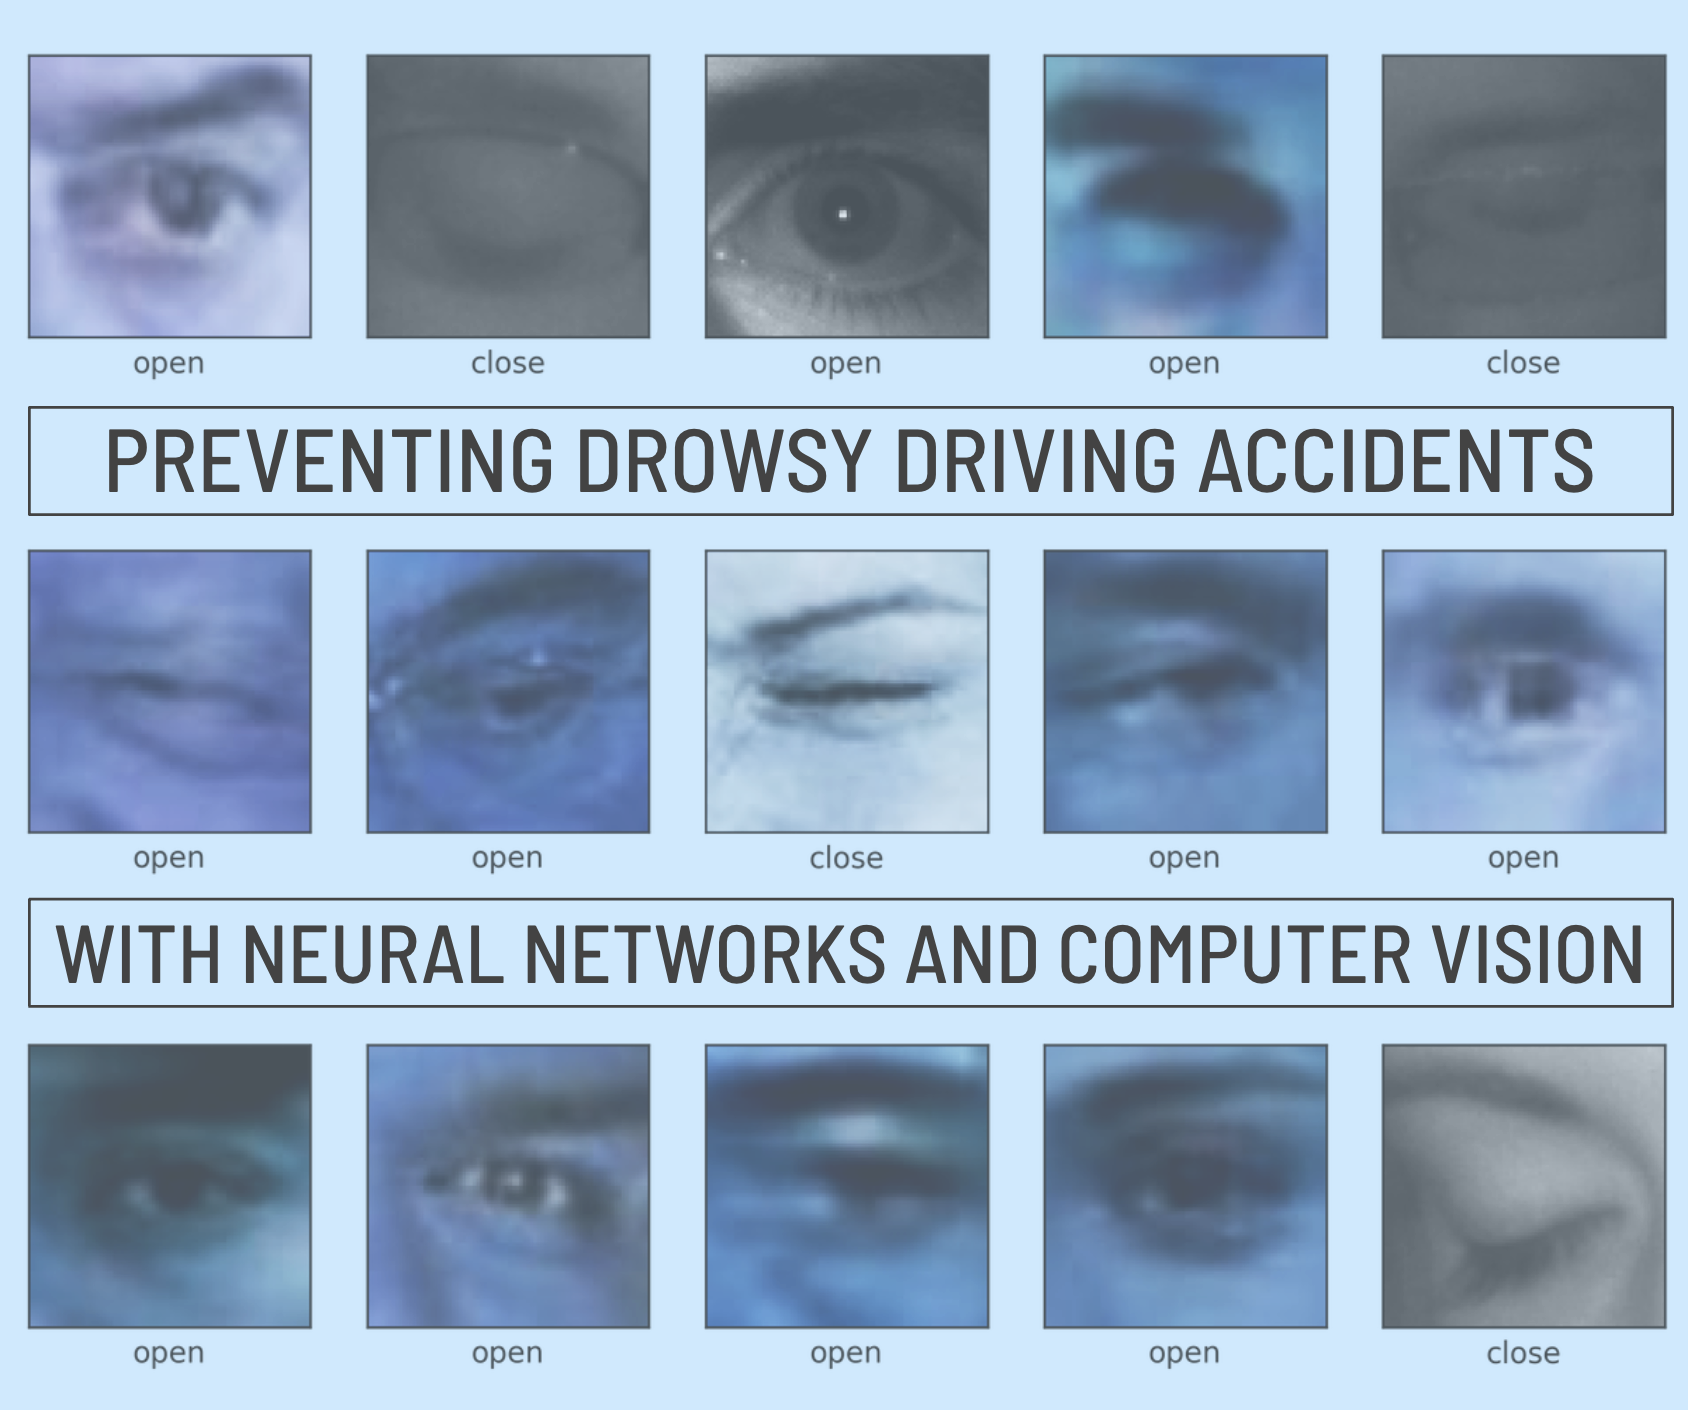 open close open open close
PREVENTING DROWSY DRIVING ACCIDENTS
open open close open open
WITH NEURAL NETWORKS AND COMPUTER VISION
open open open open close